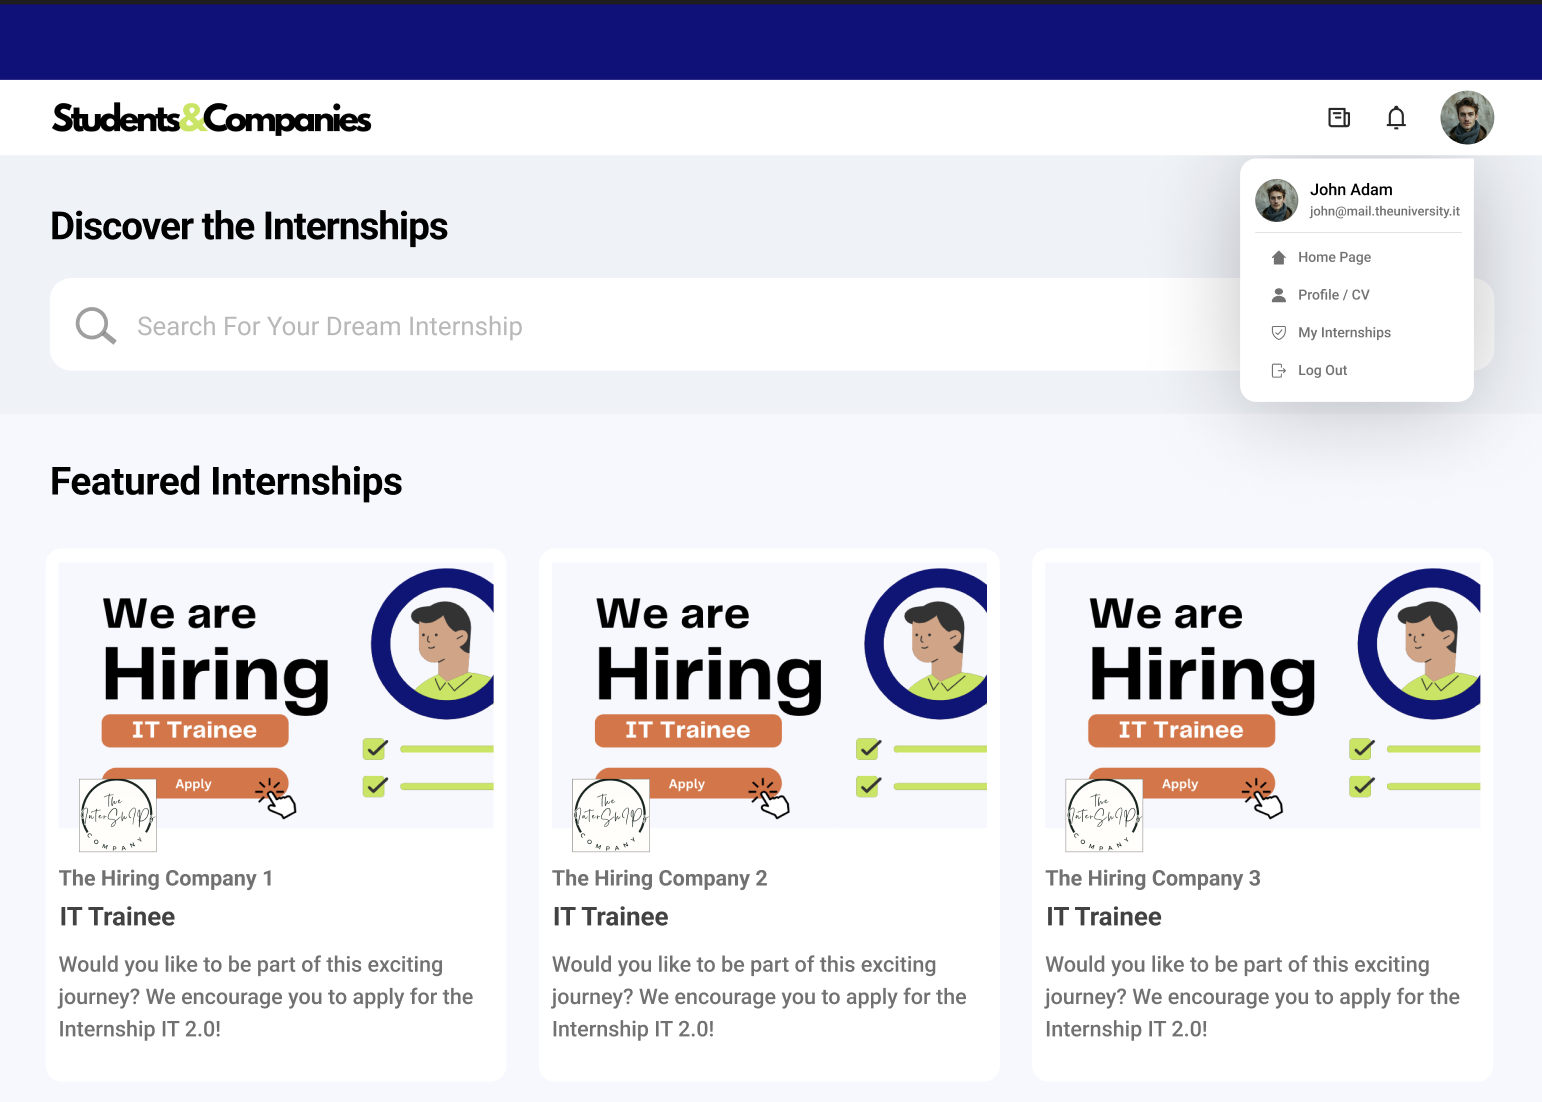 Students&Companies
John Adam
john@mail.theuniversity.it
Home Page
Profile / CV
My Internships
Log Out
Discover the Internships
Search For Your Dream Internship
Featured Internships
We are
Hiring
IT Trainee
Apply
The
InterShIPs
COMPANY
The Hiring Company 1
IT Trainee
Would you like to be part of this exciting
journey? We encourage you to apply for the
Internship IT 2.0!
We are
Hiring
IT Trainee
Apply
The
InterShIPs
COMPANY
The Hiring Company 2
IT Trainee
Would you like to be part of this exciting
journey? We encourage you to apply for the
Internship IT 2.0!
We are
Hiring
IT Trainee
Apply
The
InterShIPs
COMPANY
The Hiring Company 3
IT Trainee
Would you like to be part of this exciting
journey? We encourage you to apply for the
Internship IT 2.0!